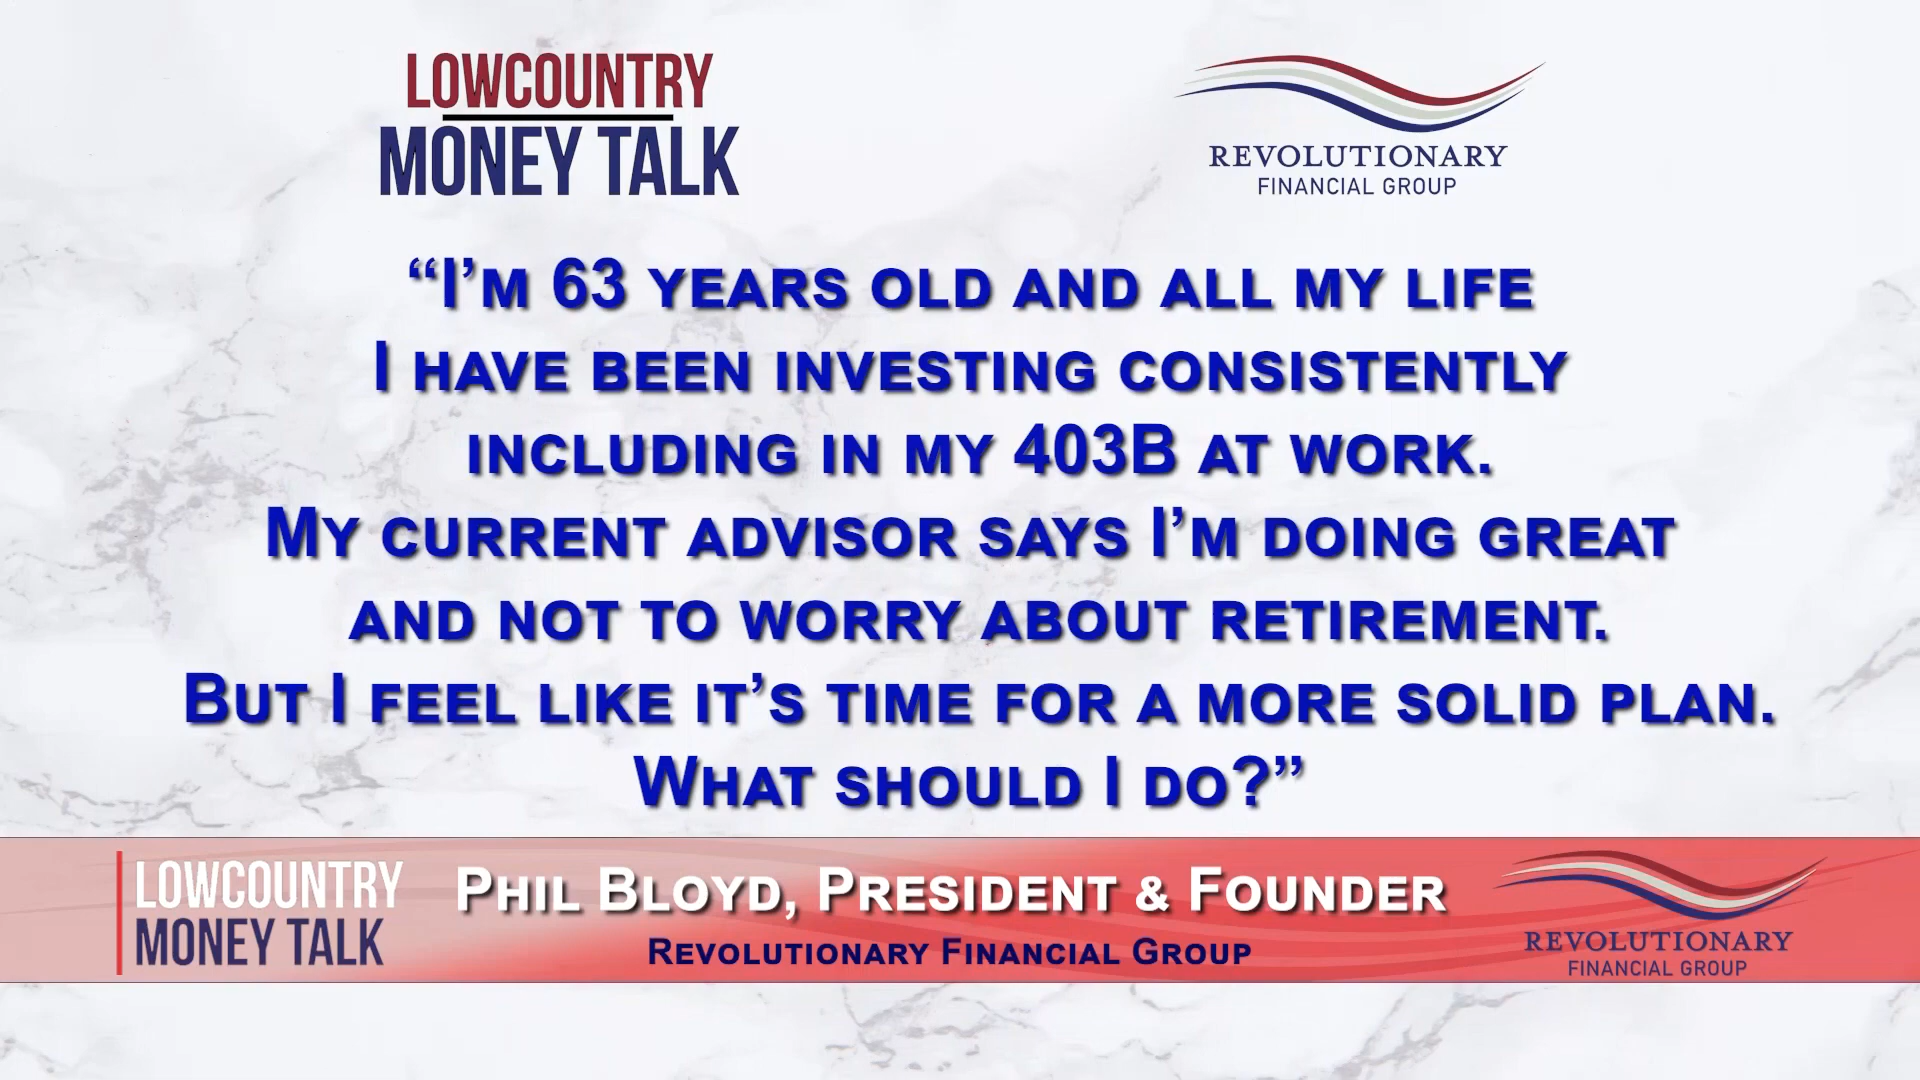 LOWCOUNTRY
MONEY TALK
REVOLUTIONARY
FINANCIAL GROUP
“I’m 63 years old and all my life
I have been investing consistently
including in my 403B at work.
My current advisor says I’m doing great
and not to worry about retirement.
But I feel like it’s time for a more solid plan.
What should I do?”
LOWCOUNTRY
MONEY TALK
Phil Bloyd, President & Founder
Revolutionary Financial Group
REVOLUTIONARY
FINANCIAL GROUP